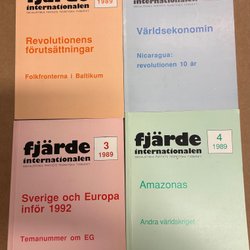 fjärde
internationalen
1989
Revolutionens
förutsättningar
Folkfronterna i Baltikum
internationalen
Världsekonomin
Nicaragua:
revolutionen 10 år
fjärde
internationalen
3
1989
Sverige och Europa
inför 1992
Temanummer om EG
fjärde
internationalen
4
1989
Amazonas
Andra världskriget